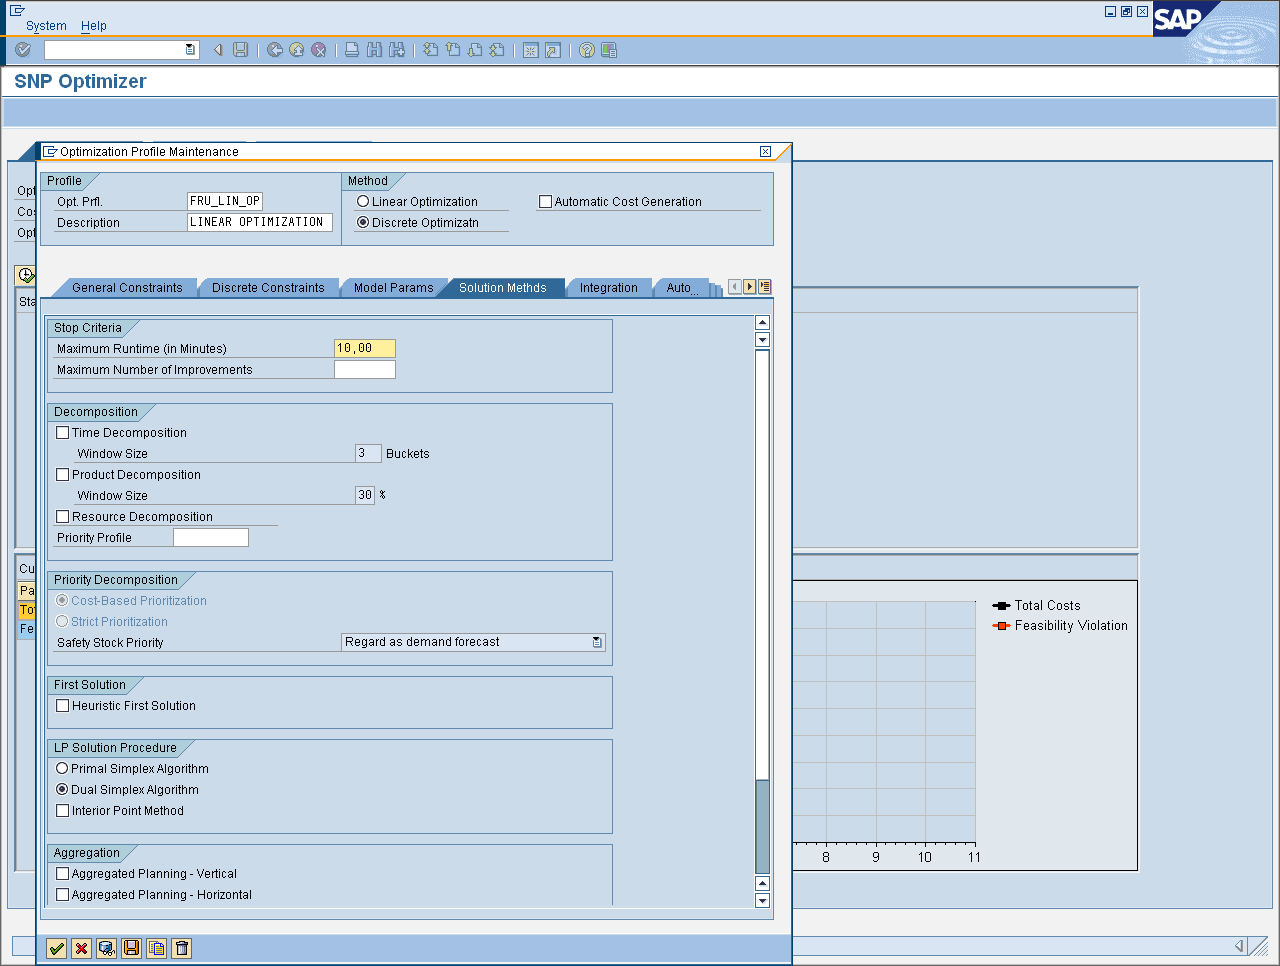 System Help
SAP
SNP Optimizer
Optimization Profile Maintenance
Profile
Method
Opt. Prfl. FRU_LIN_OP
Linear Optimization
Automatic Cost Generation
Description LINEAR OPTIMIZATION
Discrete Optimizatn
General Constraints Discrete Constraints Model Params Solution Methds Integration Auto...
Stop Criteria
Maximum Runtime (in Minutes) 10,00
Maximum Number of Improvements
Decomposition
Time Decomposition
Window Size 3 Buckets
Product Decomposition
Window Size 30 %
Resource Decomposition
Priority Profile
Priority Decomposition
Cost-Based Prioritization
Strict Prioritization
Safety Stock Priority Regard as demand forecast
First Solution
Heuristic First Solution
LP Solution Procedure
Primal Simplex Algorithm
Dual Simplex Algorithm
Interior Point Method
Aggregation
Aggregated Planning - Vertical
Aggregated Planning - Horizontal
Opt
Cos
Opt
Sta
Cu
Pa
Tot
Fe
Total Costs
Feasibility Violation
8 9 10 11